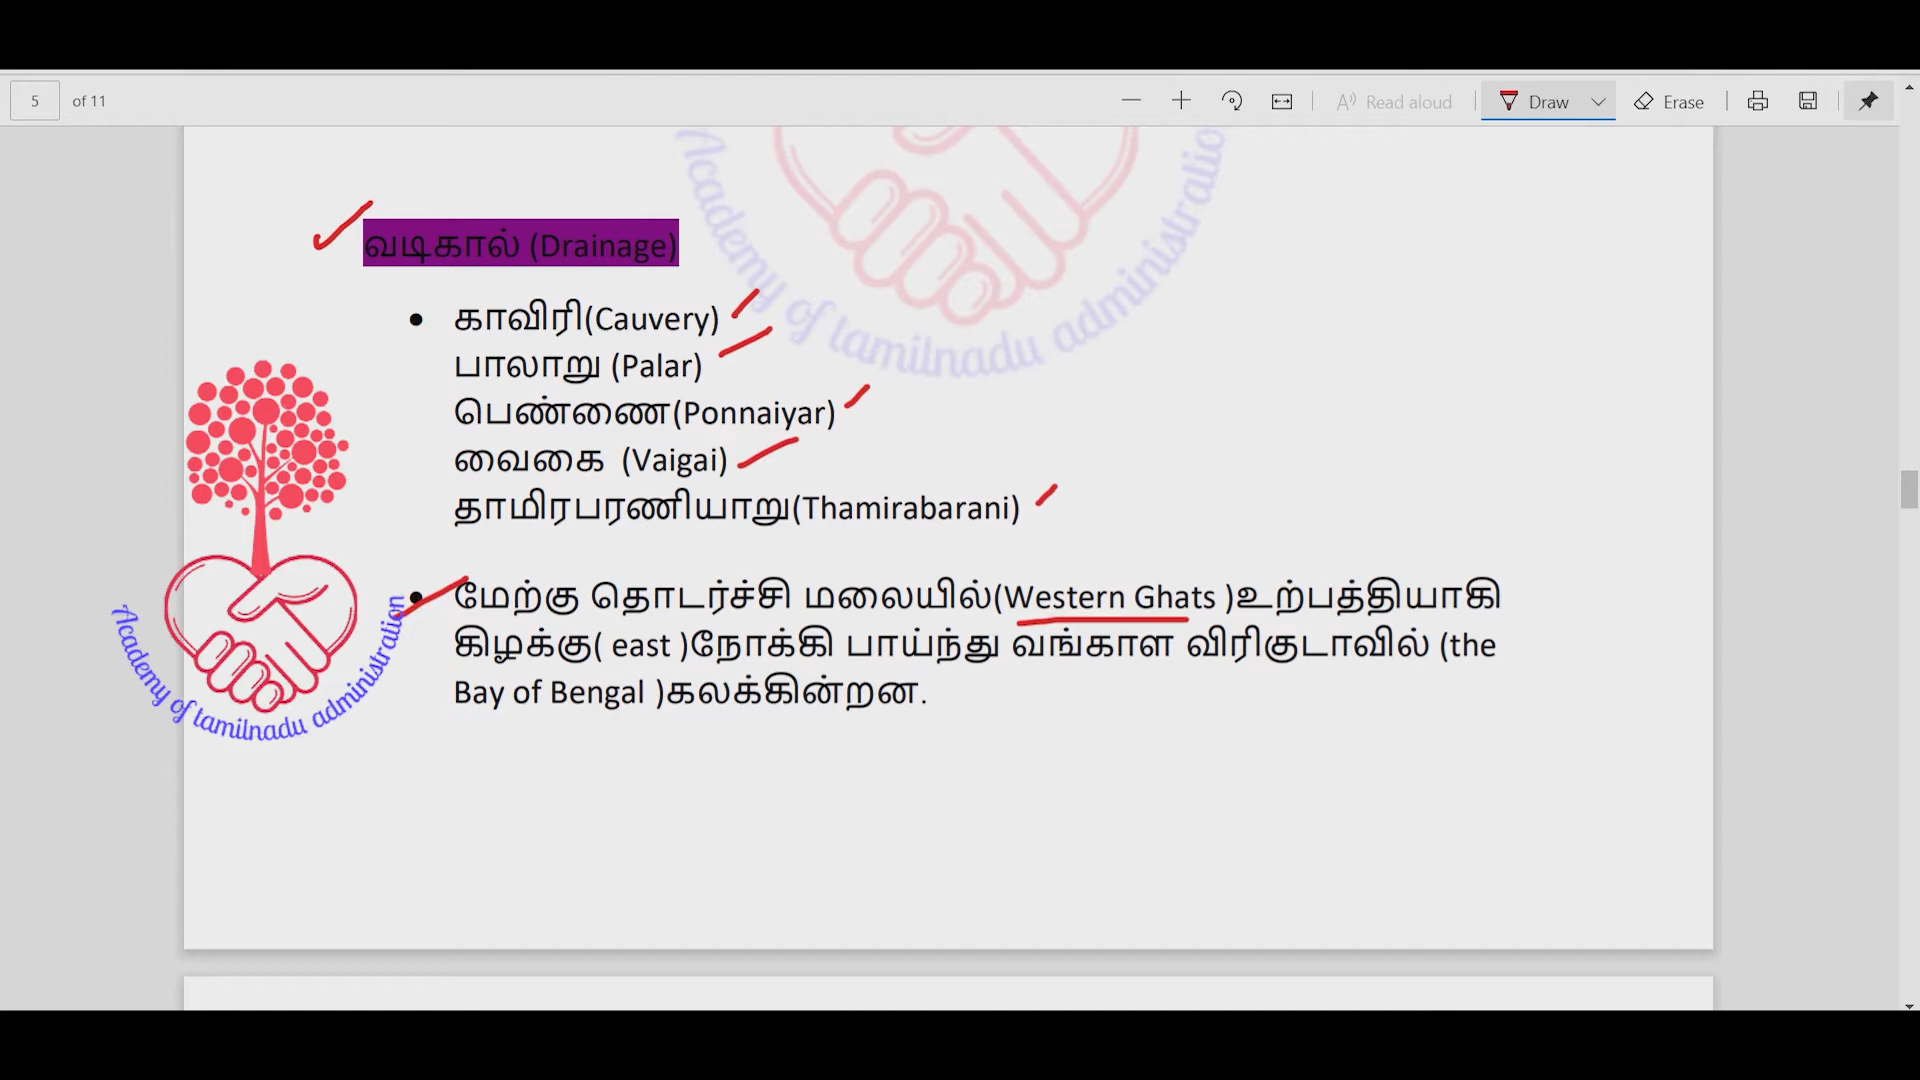 5 of 11 Read aloud Draw Erase
Academy of tamilnadu administratio
வடிகால் (Drainage)
• காவிரி(Cauvery)
பாலாறு (Palar)
பெண்ணை(Ponnaiyar)
வைகை (Vaigai)
தாமிரபரணியாறு(Thamirabarani)
• மேற்கு தொடர்ச்சி மலையில்(Western Ghats )உற்பத்தியாகி
கிழக்கு( east )நோக்கி பாய்ந்து வங்காள விரிகுடாவில் (the
Bay of Bengal )கலக்கின்றன.
Academy of tamilnadu administration